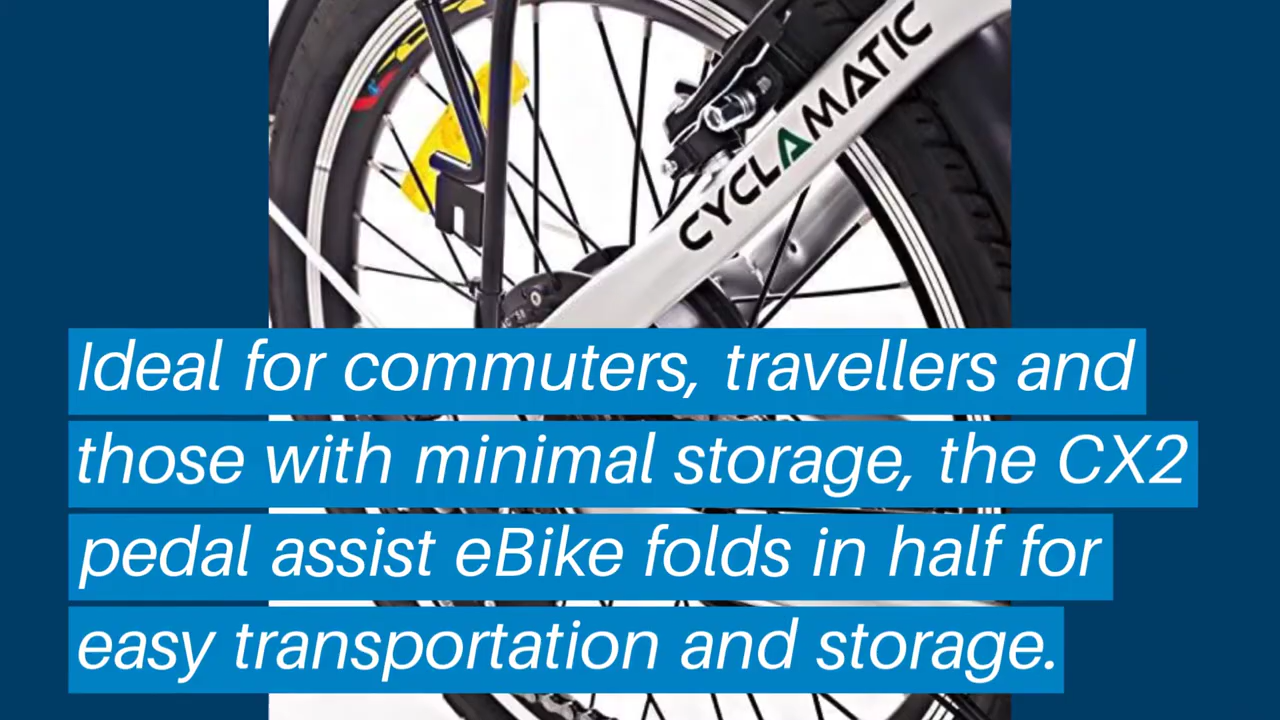 CYCLAMATIC
Ideal for commuters, travellers and
those with minimal storage, the CX2
pedal assist eBike folds in half for
easy transportation and storage.